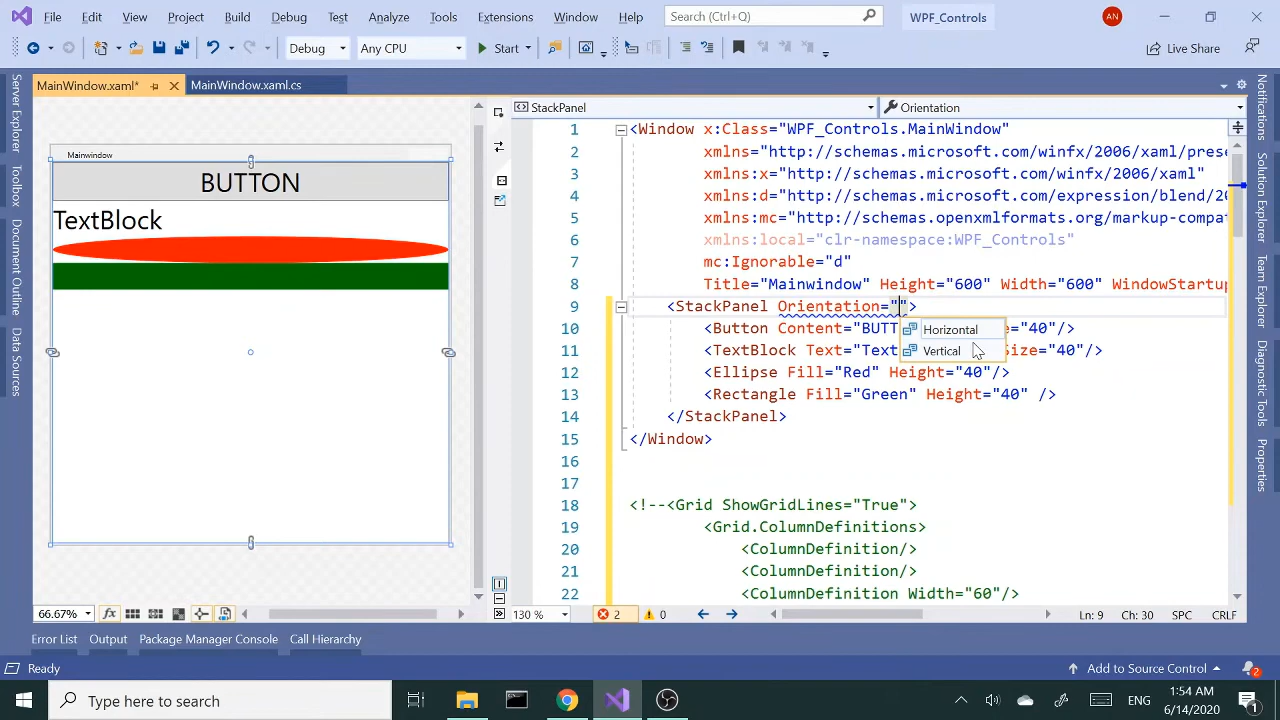 File Edit View Git Project Build Debug Test Analyze Tools Extensions Window Help Search (Ctrl+Q) WPF_Controls AN
Debug Any CPU Start Live Share
MainWindow.xaml* MainWindow.xaml.cs
StackPanel Orientation
Server Explorer
Toolbox
Document Outline
Data Sources
Mainwindow
BUTTON
TextBlock
1 <Window x:Class="WPF_Controls.MainWindow"
2 xmlns="http://schemas.microsoft.com/winfx/2006/xaml/prese
3 xmlns:x="http://schemas.microsoft.com/winfx/2006/xaml"
4 xmlns:d="http://schemas.microsoft.com/expression/blend/20
5 xmlns:mc="http://schemas.openxmlformats.org/markup-compat
6 xmlns:local="clr-namespace:WPF_Controls"
7 mc:Ignorable="d"
8 Title="Mainwindow" Height="600" Width="600" WindowStartup
9 <StackPanel Orientation="">
10 <Button Content="BUTT e="40"/>
11 <TextBlock Text="Text Size="40"/>
12 <Ellipse Fill="Red" Height="40"/>
13 <Rectangle Fill="Green" Height="40" />
14 </StackPanel>
15 </Window>
16
17
18 <!--<Grid ShowGridLines="True">
19 <Grid.ColumnDefinitions>
20 <ColumnDefinition/>
21 <ColumnDefinition/>
22 <ColumnDefinition Width="60"/>
Horizontal
Vertical
Notifications
Solution Explorer
Team Explorer
Diagnostic Tools
Properties
66.67% fx 130 % 2 0 Ln: 9 Ch: 30 SPC CRLF
Error List Output Package Manager Console Call Hierarchy
Ready Add to Source Control 2
Type here to search ENG 1:54 AM
6/14/2020 1